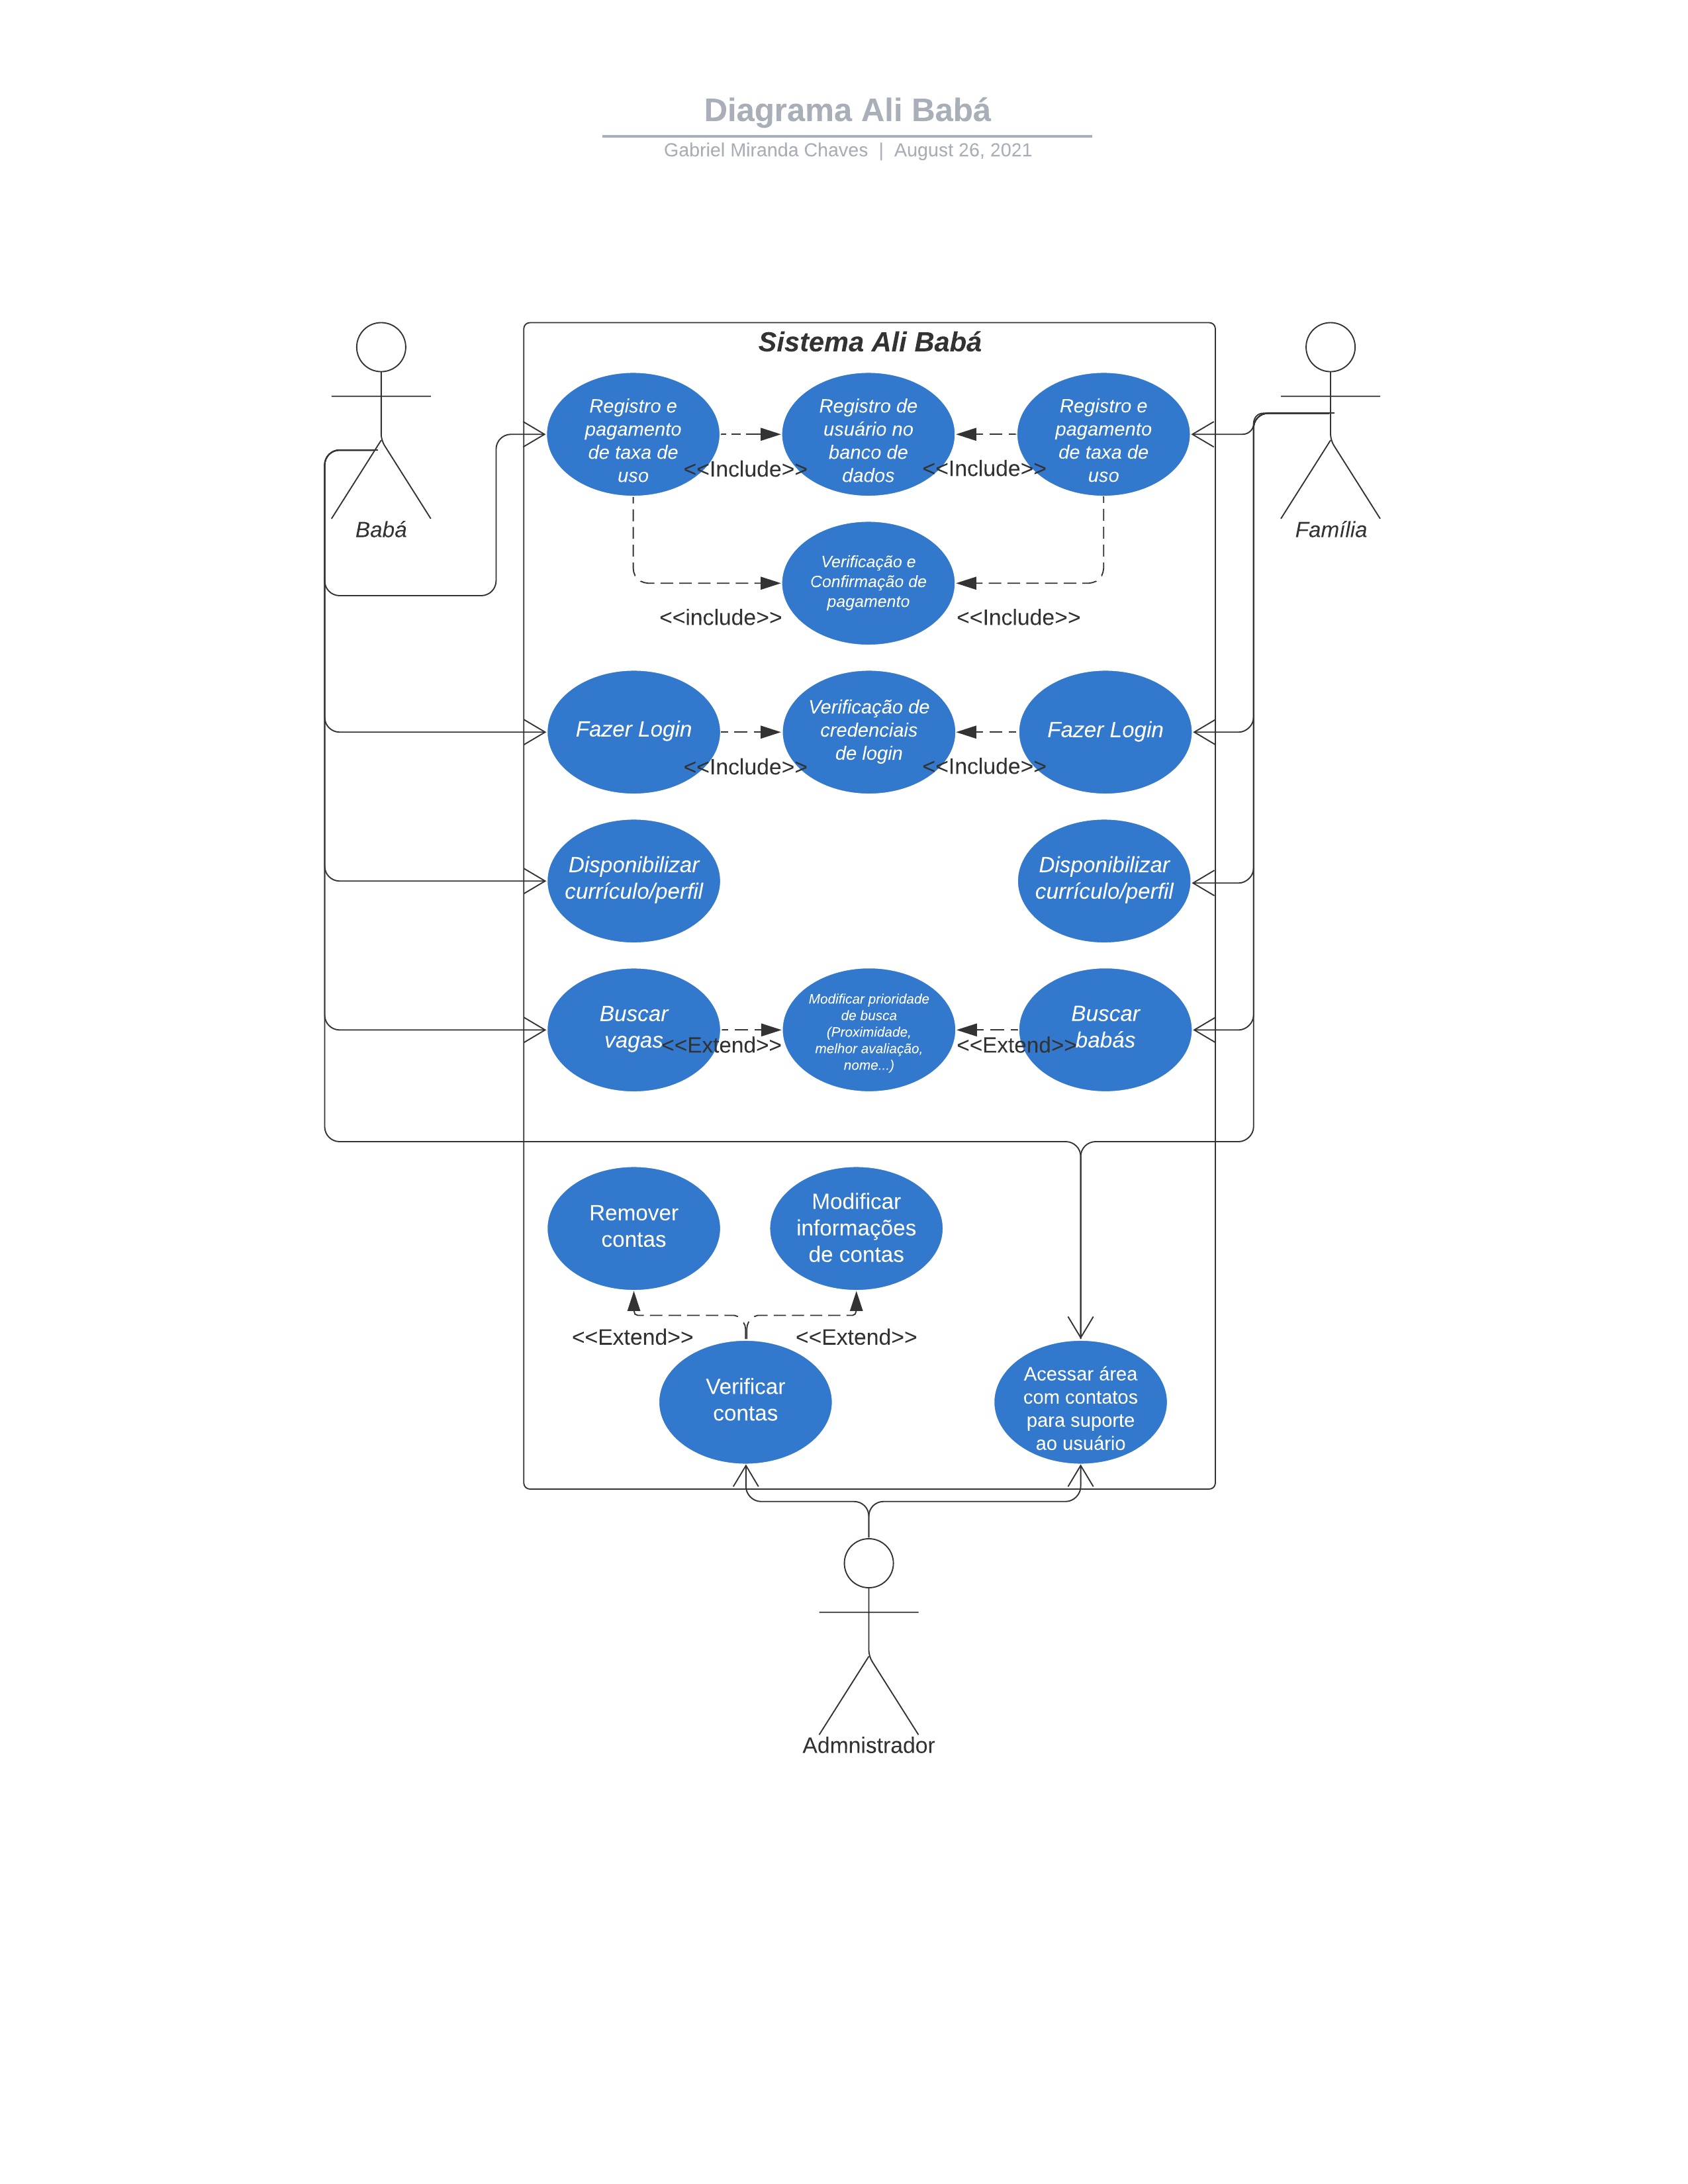 Diagrama Ali Babá
Gabriel Miranda Chaves | August 26, 2021
Sistema Ali Babá
Babá
Família
Registro e
pagamento
de taxa de
uso
<<Include>>
Registro de
usuário no
banco de
dados
<<Include>>
Registro e
pagamento
de taxa de
uso
<<include>>
Verificação e
Confirmação de
pagamento
<<Include>>
Fazer Login
<<Include>>
Verificação de
credenciais
de login
<<Include>>
Fazer Login
Disponibilizar
currículo/perfil
Disponibilizar
currículo/perfil
Buscar
vagas
<<Extend>>
Modificar prioridade
de busca
(Proximidade,
melhor avaliação,
nome...)
<<Extend>>
Buscar
babás
Remover
contas
Modificar
informações
de contas
<<Extend>>
<<Extend>>
Verificar
contas
Acessar área
com contatos
para suporte
ao usuário
Admnistrador